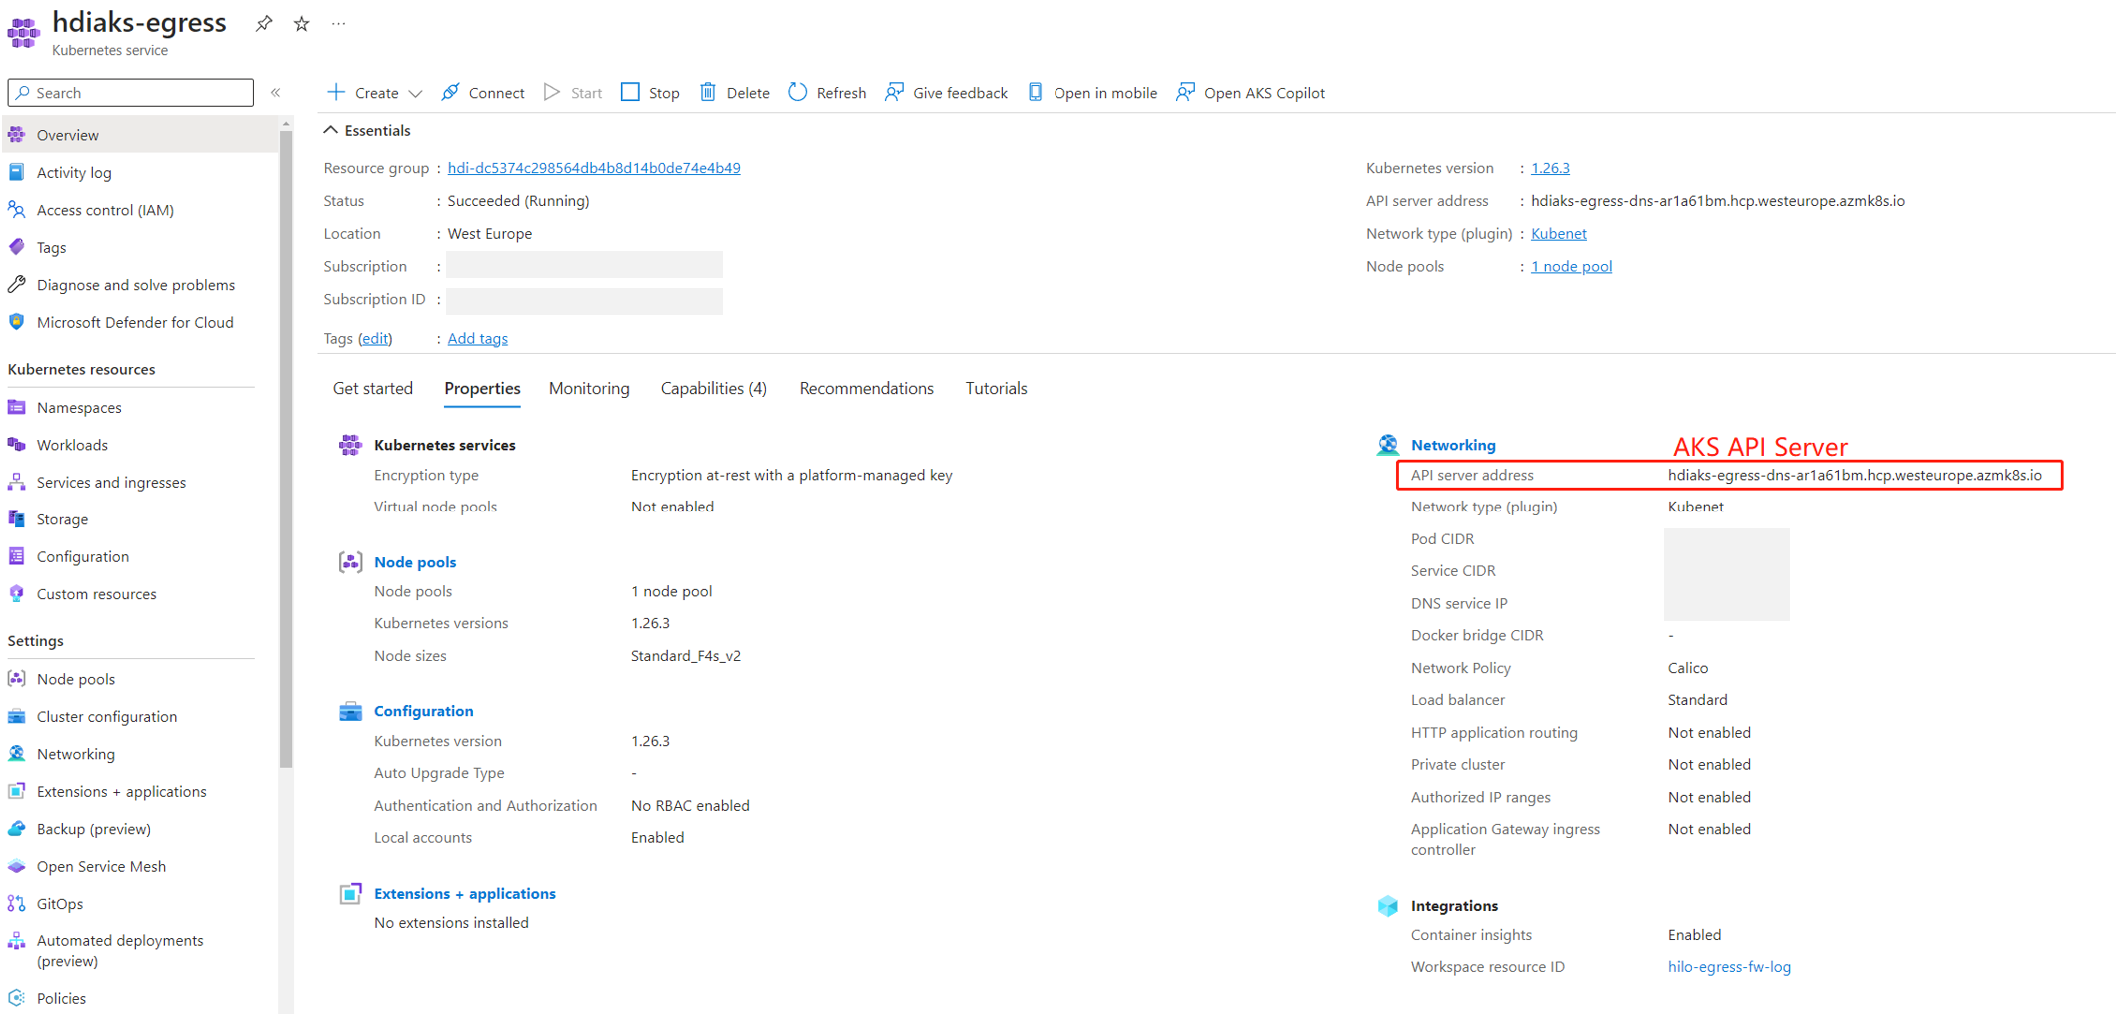 hdiaks-egress
Kubernetes service
Search
«
Create
Connect
Start
Stop
Delete
Refresh
Give feedback
Open in mobile
Open AKS Copilot
Overview
Activity log
Access control (IAM)
Tags
Diagnose and solve problems
Microsoft Defender for Cloud
Kubernetes resources
Namespaces
Workloads
Services and ingresses
Storage
Configuration
Custom resources
Settings
Node pools
Cluster configuration
Networking
Extensions + applications
Backup (preview)
Open Service Mesh
GitOps
Automated deployments
(preview)
Policies
Essentials
Resource group : hdi-dc5374c298564db4b8d14b0de74e4b49
Status : Succeeded (Running)
Location : West Europe
Subscription :
Subscription ID :
Tags (edit) : Add tags
Kubernetes version : 1.26.3
API server address : hdiaks-egress-dns-ar1a61bm.hcp.westeurope.azmk8s.io
Network type (plugin) : Kubenet
Node pools : 1 node pool
Get started Properties Monitoring Capabilities (4) Recommendations Tutorials
Kubernetes services
Encryption type Encryption at-rest with a platform-managed key
Virtual node pools Not enabled
Node pools
Node pools 1 node pool
Kubernetes versions 1.26.3
Node sizes Standard_F4s_v2
Configuration
Kubernetes version 1.26.3
Auto Upgrade Type -
Authentication and Authorization No RBAC enabled
Local accounts Enabled
Extensions + applications
No extensions installed
Networking AKS API Server
API server address hdiaks-egress-dns-ar1a61bm.hcp.westeurope.azmk8s.io
Network type (plugin) Kubenet
Pod CIDR
Service CIDR
DNS service IP
Docker bridge CIDR -
Network Policy Calico
Load balancer Standard
HTTP application routing Not enabled
Private cluster Not enabled
Authorized IP ranges Not enabled
Application Gateway ingress Not enabled
controller
Integrations
Container insights Enabled
Workspace resource ID hilo-egress-fw-log